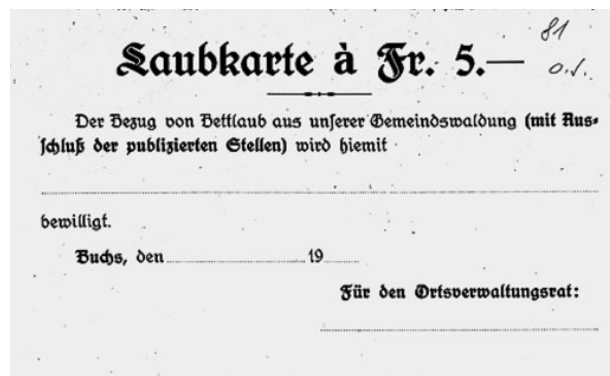 81
Laubkarte à Fr. 5.— o.J.
Der Bezug von Bettlaub aus unserer Gemeindswaldung (mit Aus-
schluß der publizierten Stellen) wird hiemit
bewilligt.
Buchs, den 19
Für den Ortsverwaltungsrat: